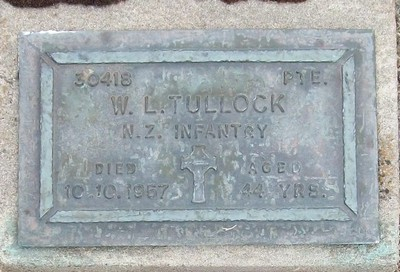 30418 PTE.
W. L. TULLOCK
N.Z. INFANTRY
DIED AGED
10.10.1957 44 YRS.